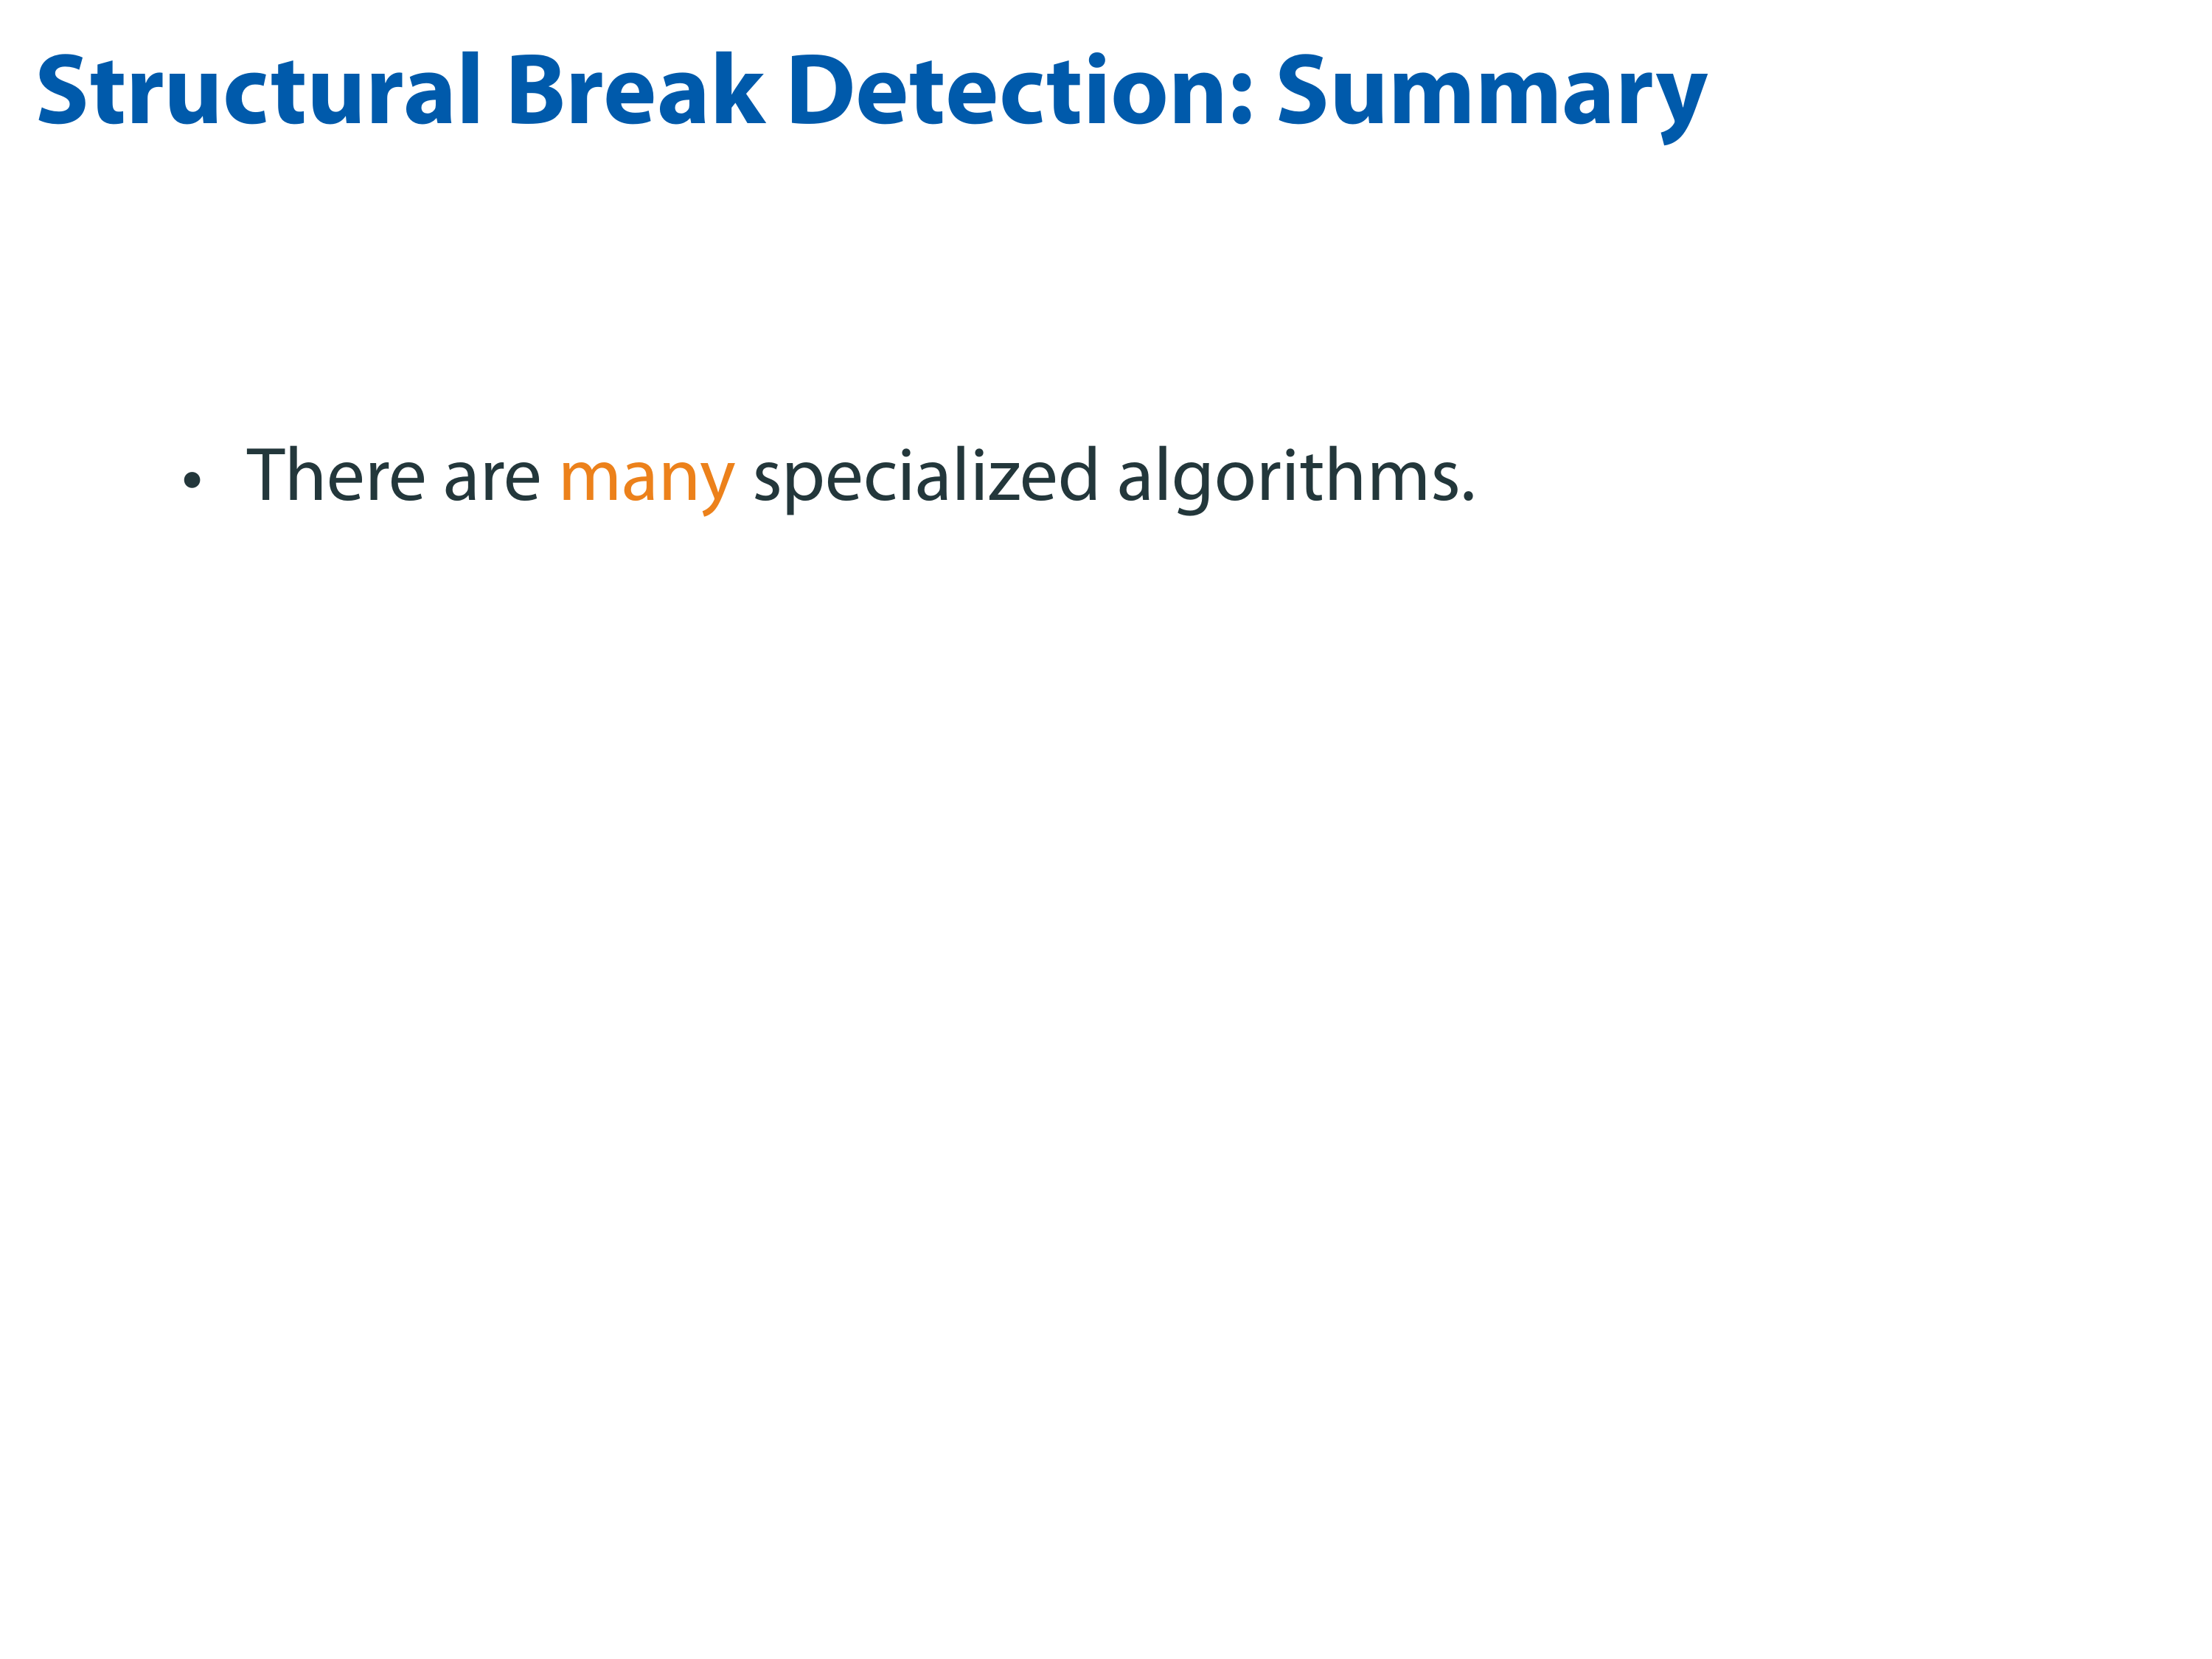 Structural Break Detection: Summary
• There are many specialized algorithms.